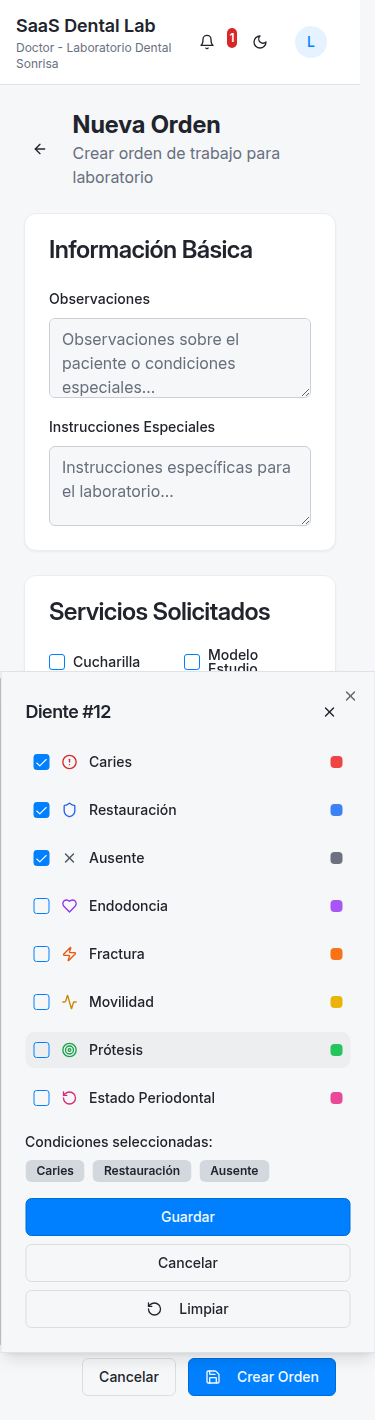 SaaS Dental Lab
Doctor - Laboratorio Dental
Sonrisa
1
L
Nueva Orden
Crear orden de trabajo para
laboratorio
Información Básica
Observaciones
Observaciones sobre el
paciente o condiciones
especiales...
Instrucciones Especiales
Instrucciones específicas para
el laboratorio...
Servicios Solicitados
Cucharilla
Modelo
Estudio
Diente #12
Caries
Restauración
Ausente
Endodoncia
Fractura
Movilidad
Prótesis
Estado Periodontal
Condiciones seleccionadas:
Caries Restauración Ausente
Guardar
Cancelar
Limpiar
Cancelar Crear Orden